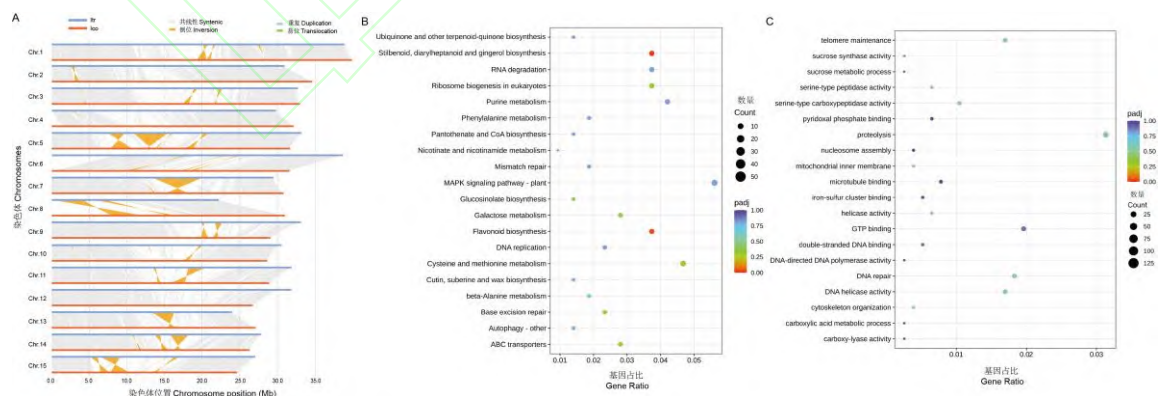 A
ltr
共线性 Syntenic
重复 Duplication
倒位 Inversion
易位 Translocation
Chr.1
Chr.2
Chr.3
Chr.4
Chr.5
Chr.6
Chr.7
Chr.8
Chr.9
Chr.10
Chr.11
Chr.12
Chr.13
Chr.14
Chr.15
染色体 Chromosomes
0.0 5.0 10.0 15.0 20.0 25.0 30.0 35.0
染色体位置 Chromosome position (Mb)
B
Ubiquinone and other terpenoid-quinone biosynthesis
Stilbenoid, diarylheptanoid and gingerol biosynthesis
RNA degradation
Ribosome biogenesis in eukaryotes
Purine metabolism
Phenylalanine metabolism
Pantothenate and CoA biosynthesis
Nicotinate and nicotinamide metabolism
Mismatch repair
MAPK signaling pathway - plant
Glucosinolate biosynthesis
Galactose metabolism
Flavonoid biosynthesis
DNA replication
Cysteine and methionine metabolism
Cutin, suberine and wax biosynthesis
beta-Alanine metabolism
Base excision repair
Autophagy - other
ABC transporters
0.01 0.02 0.03 0.04 0.05
基因占比
Gene Ratio
数量
Count
10
20
30
40
50
padj
1.00
0.75
0.50
0.25
0.00
C
telomere maintenance
sucrose synthase activity
sucrose metabolic process
serine-type peptidase activity
serine-type carboxypeptidase activity
pyridoxal phosphate binding
proteolysis
nucleosome assembly
mitochondrial inner membrane
microtubule binding
iron-sulfur cluster binding
helicase activity
GTP binding
double-stranded DNA binding
DNA-directed DNA polymerase activity
DNA repair
DNA helicase activity
cytoskeleton organization
carboxylic acid metabolic process
carboxy-lyase activity
0.01 0.02 0.03
基因占比
Gene Ratio
padj
1.00
0.75
0.50
0.25
0.00
数量
Count
25
50
75
100
125